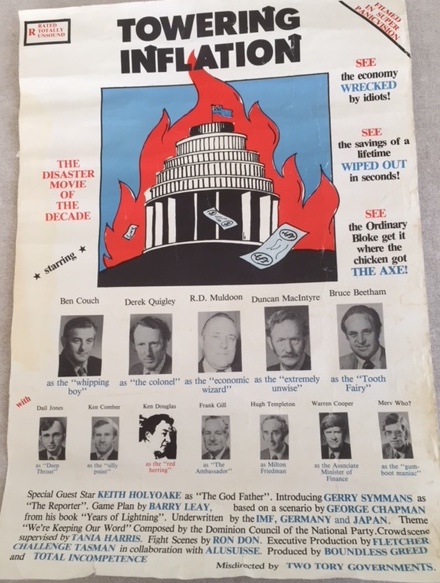 R RATED
TOTALLY
UNSOUND
FILMED
IN SUPER
PANICVISION
TOWERING
INFLATION
SEE
the economy
WRECKED
by idiots!
SEE
the savings of a
lifetime
WIPED OUT
in seconds!
SEE
the Ordinary
Bloke get it
where the
chicken got
THE AXE!
THE
DISASTER
MOVIE
OF THE
DECADE
★ starring ★
Ben Couch
as the "whipping
boy"
Derek Quigley
as "the colonel"
R.D. Muldoon
as the "economic
wizard"
Duncan MacIntyre
as the "extremely
unwise"
Bruce Beetham
as the "Tooth
Fairy"
with
Dail Jones
as "Deep
Throat"
Ken Comber
as the "silly
point"
Ken Douglas
as the "red
herring"
Frank Gill
as "The
Ambassador"
Hugh Templeton
as Milton
Friedman
Warren Cooper
as the Associate
Minister of
Finance
Merv Who?
as the "gum-
boot maniac"
Special Guest Star KEITH HOLYOAKE as "The God Father". Introducing GERRY SYMMANS as
"The Reporter". Game Plan by BARRY LEAY, based on a scenario by GEORGE CHAPMAN
from his book "Years of Lightning". Underwritten by the IMF, GERMANY and JAPAN. Theme
"We're Keeping Our Word" Composed by the Dominion Council of the National Party. Crowd scene
supervised by TANIA HARRIS. Fight Scenes by RON DON. Executive Production by FLETCHER
CHALLENGE TASMAN in collaboration with ALUSUISSE. Produced by BOUNDLESS GREED
and TOTAL INCOMPETENCE
Misdirected by TWO TORY GOVERNMENTS.